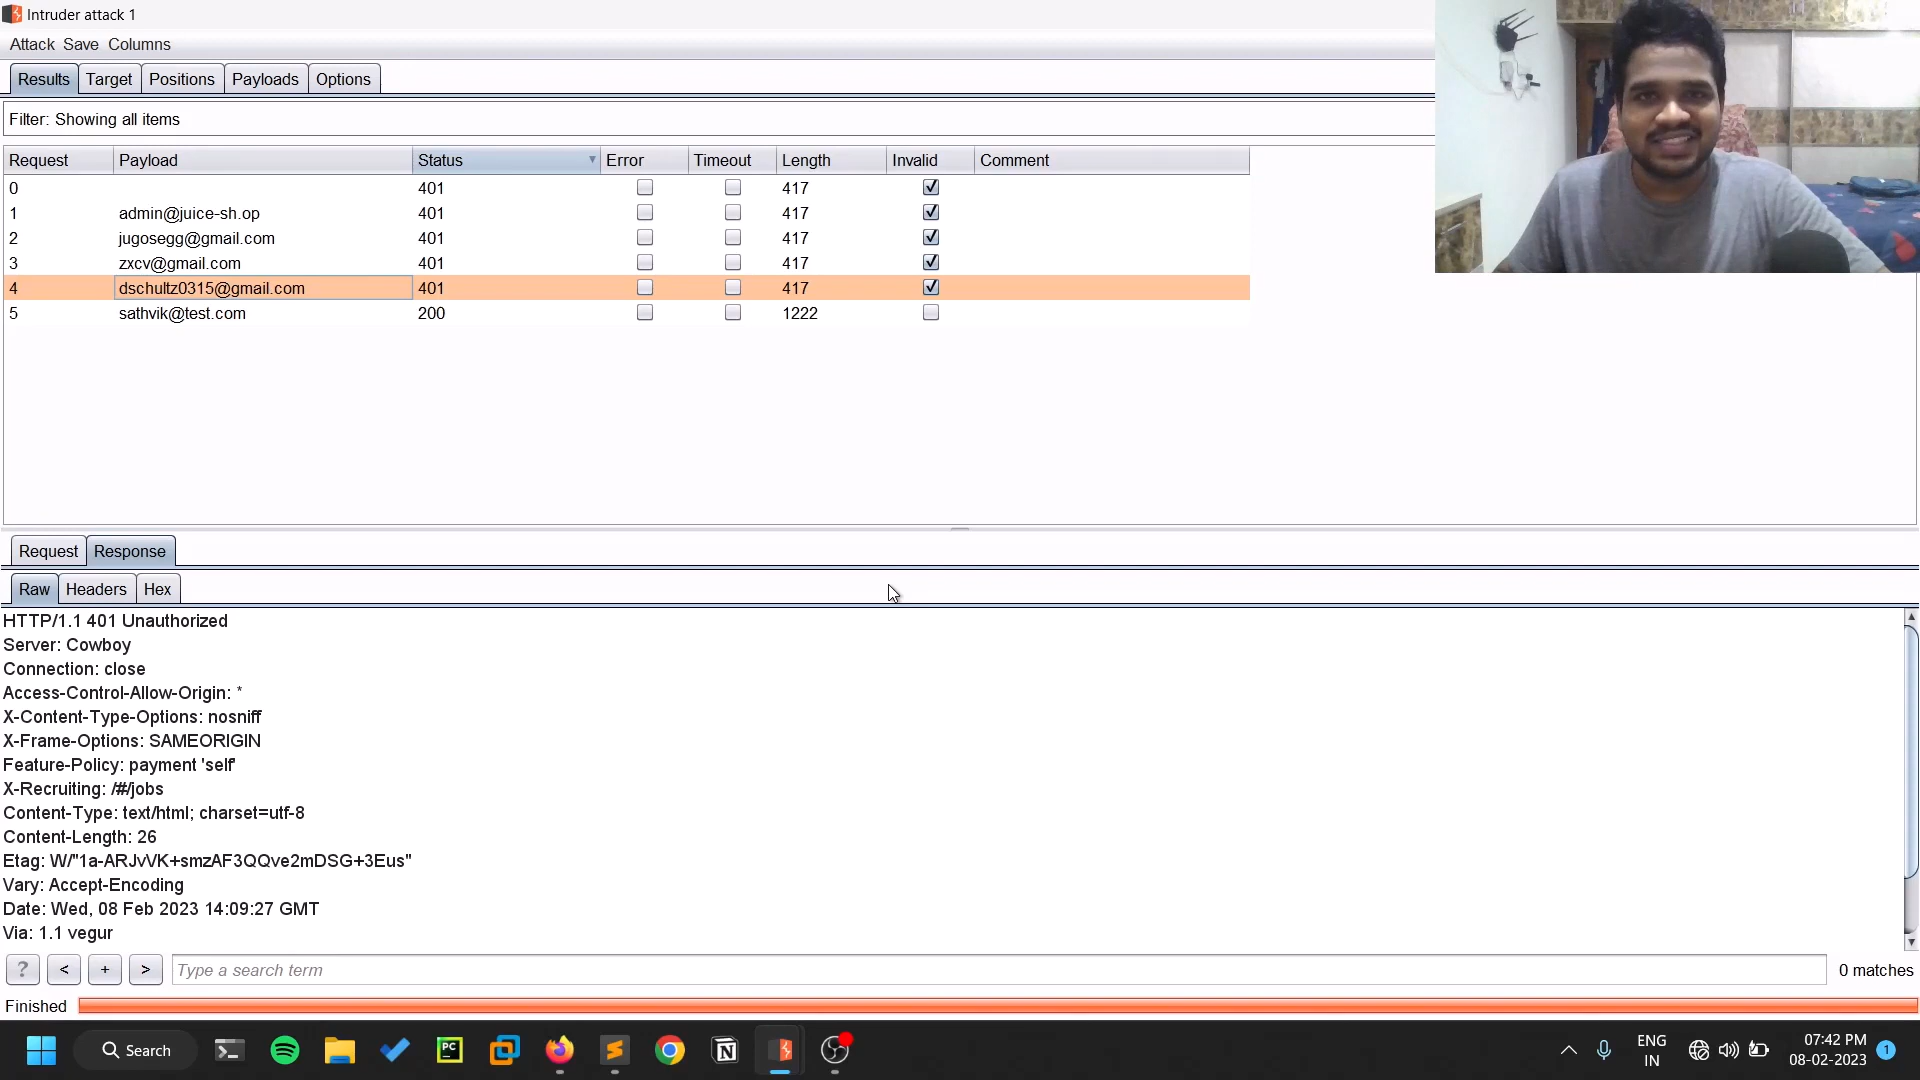 Intruder attack 1
Attack Save Columns
Results Target Positions Payloads Options
Filter: Showing all items
Request Payload Status Error Timeout Length Invalid Comment
0 401 417
1 admin@juice-sh.op 401 417
2 jugosegg@gmail.com 401 417
3 zxcv@gmail.com 401 417
4 dschultz0315@gmail.com 401 417
5 sathvik@test.com 200 1222
Request Response
Raw Headers Hex
HTTP/1.1 401 Unauthorized
Server: Cowboy
Connection: close
Access-Control-Allow-Origin: *
X-Content-Type-Options: nosniff
X-Frame-Options: SAMEORIGIN
Feature-Policy: payment 'self'
X-Recruiting: /#/jobs
Content-Type: text/html; charset=utf-8
Content-Length: 26
Etag: W/"1a-ARJvVK+smzAF3QQve2mDSG+3Eus"
Vary: Accept-Encoding
Date: Wed, 08 Feb 2023 14:09:27 GMT
Via: 1.1 vegur
? < + > Type a search term 0 matches
Finished
Search PC N ENG 07:42 PM 1
IN 08-02-2023